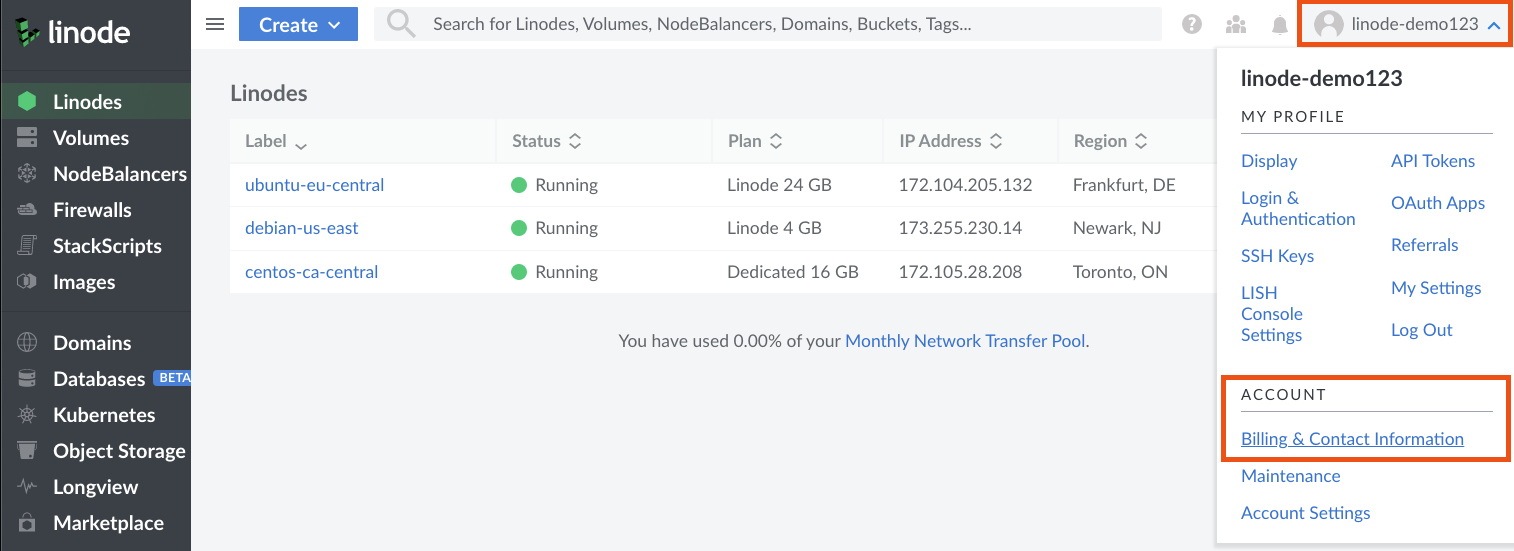 linode
Create
Search for Linodes, Volumes, NodeBalancers, Domains, Buckets, Tags...
linode-demo123
Linodes
Volumes
NodeBalancers
Firewalls
StackScripts
Images
Domains
Databases BETA
Kubernetes
Object Storage
Longview
Marketplace
Linodes
Label Status Plan IP Address Region
ubuntu-eu-central Running Linode 24 GB 172.104.205.132 Frankfurt, DE
debian-us-east Running Linode 4 GB 173.255.230.14 Newark, NJ
centos-ca-central Running Dedicated 16 GB 172.105.28.208 Toronto, ON
You have used 0.00% of your Monthly Network Transfer Pool.
linode-demo123
MY PROFILE
Display
Login &
Authentication
SSH Keys
LISH
Console
Settings
API Tokens
OAuth Apps
Referrals
My Settings
Log Out
ACCOUNT
Billing & Contact Information
Maintenance
Account Settings